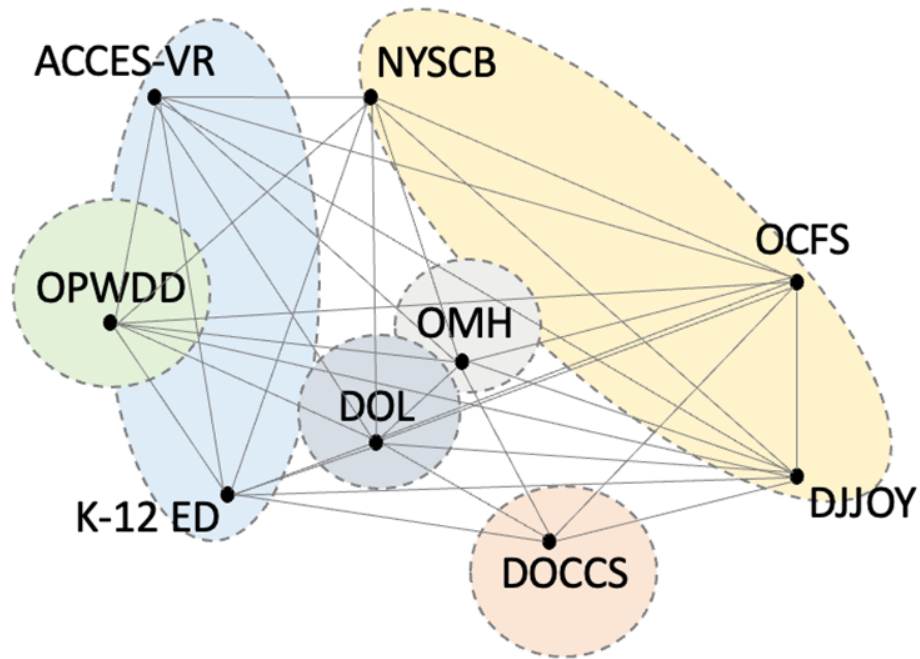 ACCES-VR
NYSCB
OCFS
OPWDD
OMH
DOL
K-12 ED
DJJOY
DOCCS